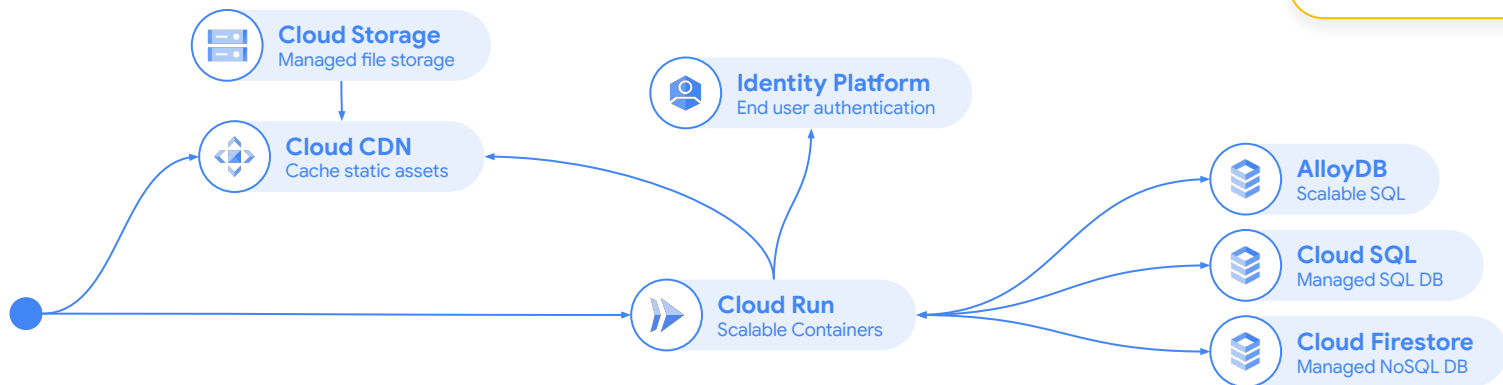 Cloud Storage
Managed file storage
Cloud CDN
Cache static assets
Identity Platform
End user authentication
Cloud Run
Scalable Containers
AlloyDB
Scalable SQL
Cloud SQL
Managed SQL DB
Cloud Firestore
Managed NoSQL DB